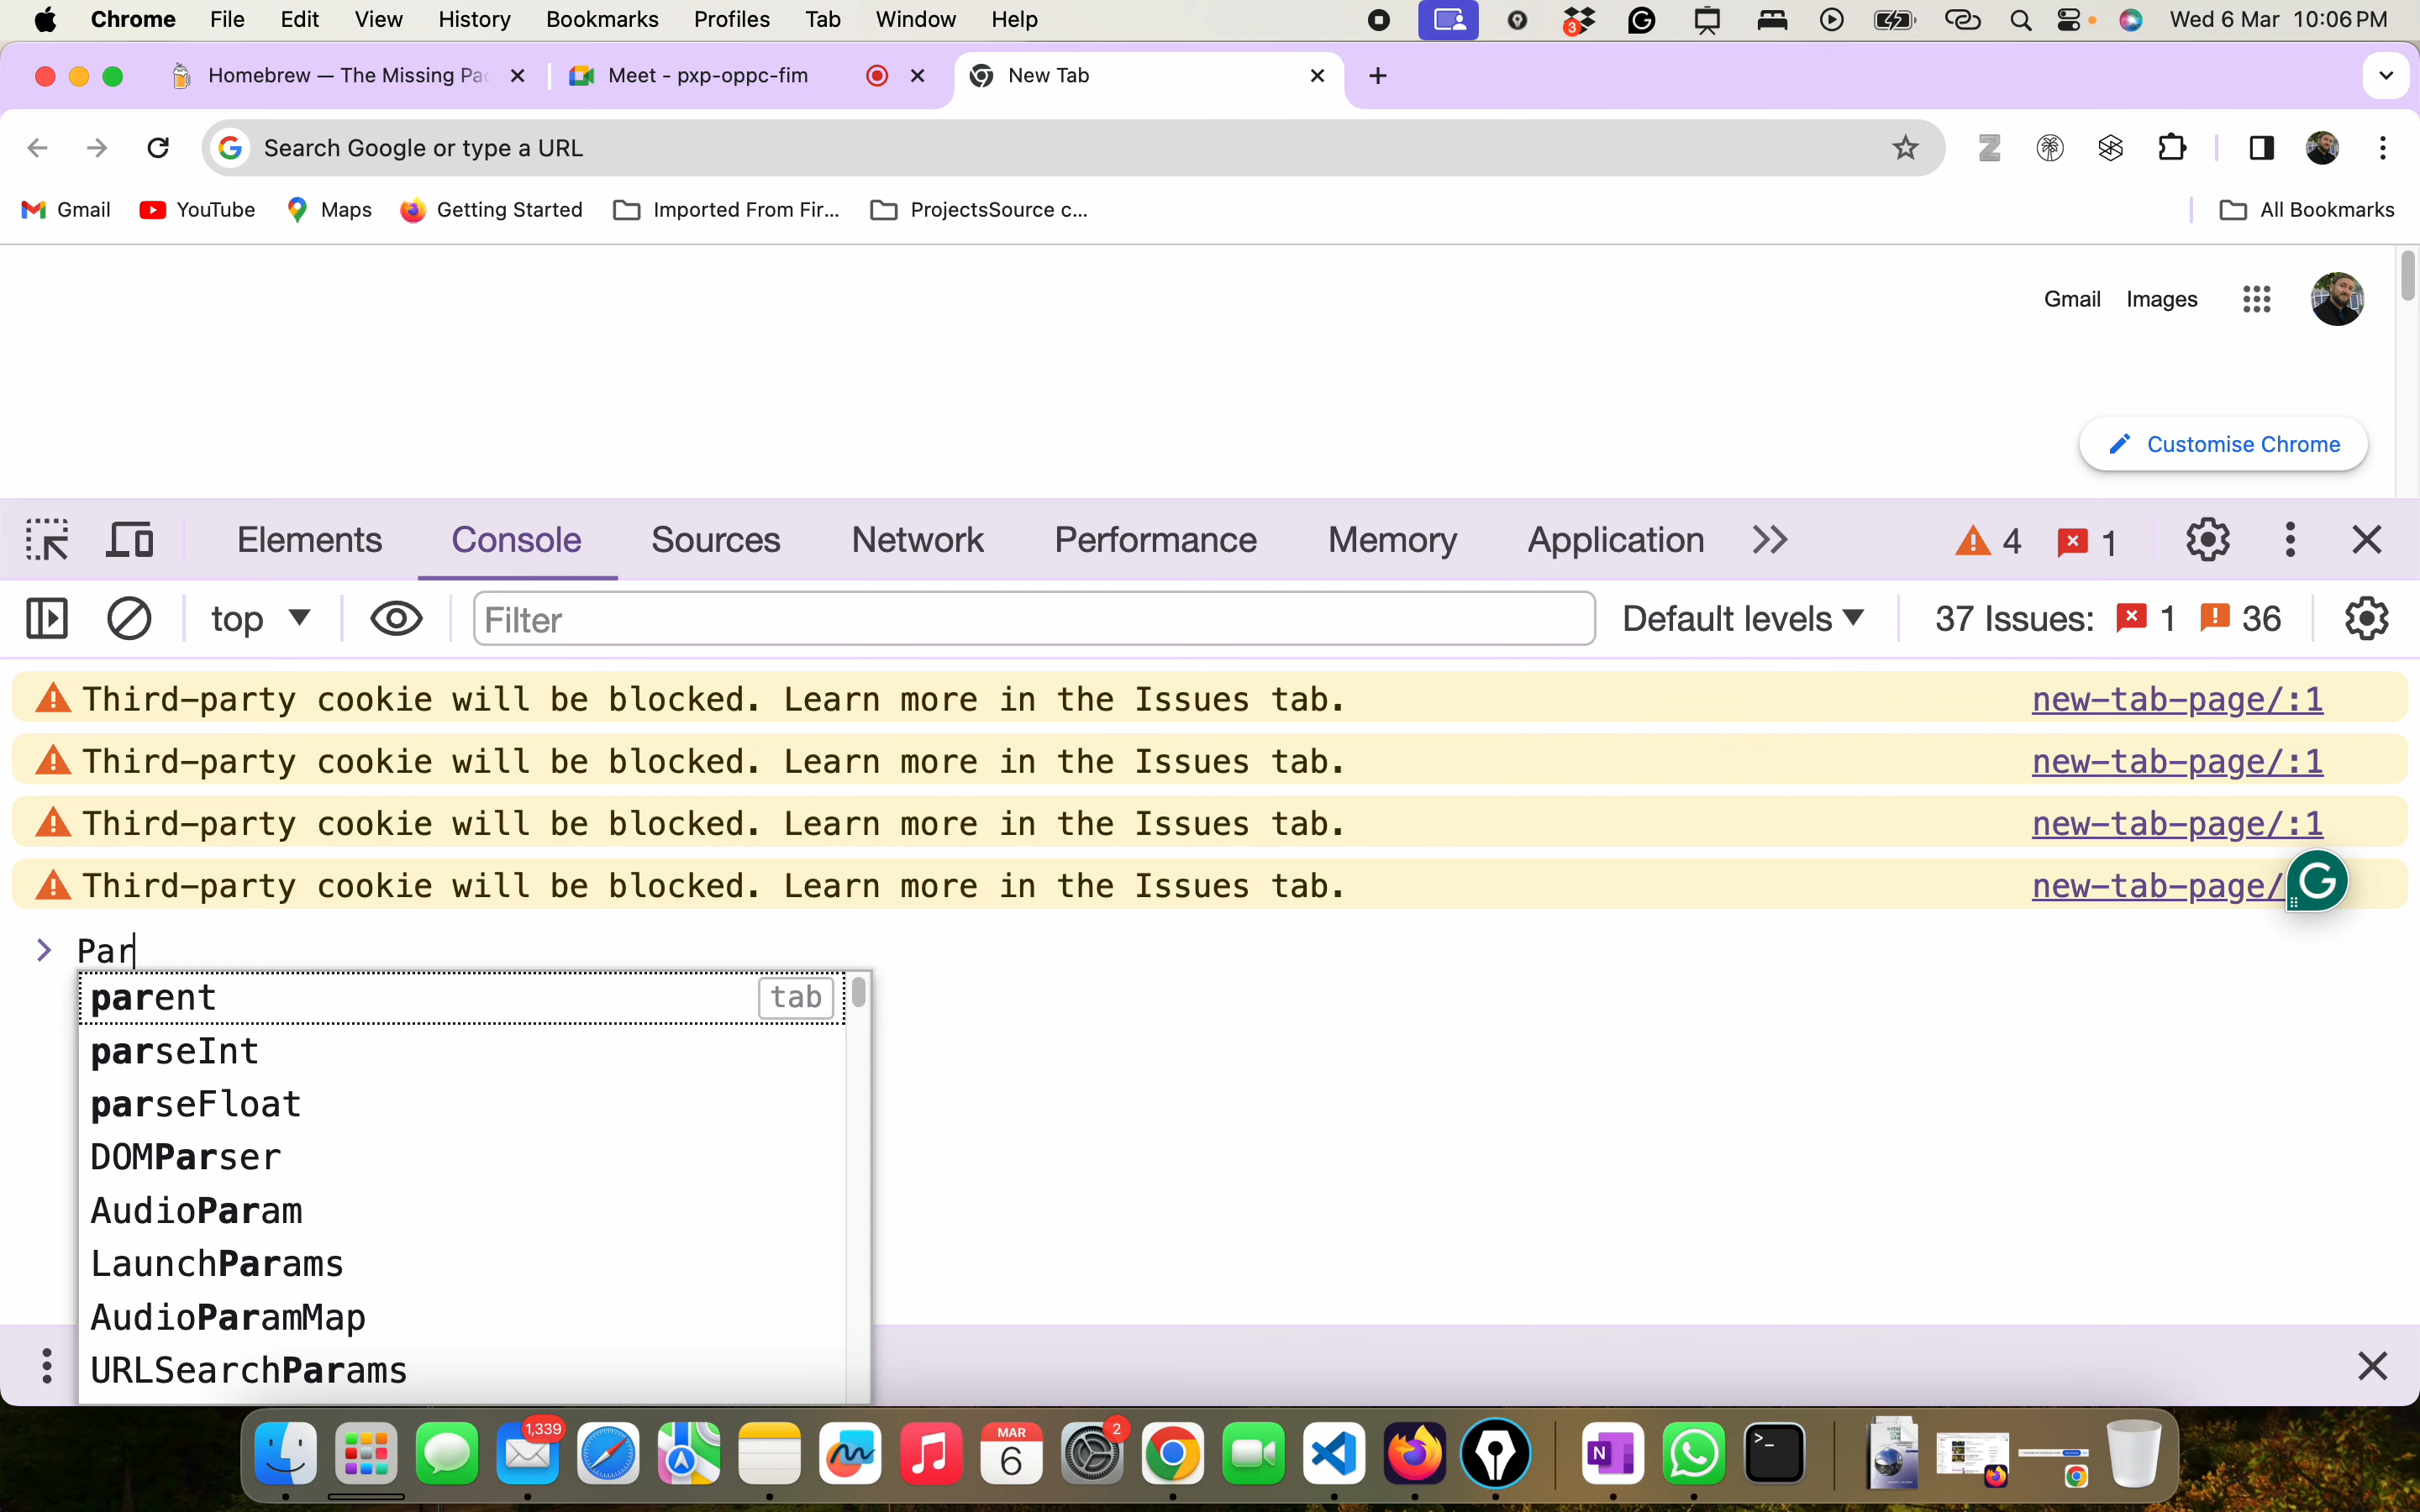 Chrome File Edit View History Bookmarks Profiles Tab Window Help 3 Wed 6 Mar 10:06 PM
Homebrew — The Missing Pac Meet - pxp-oppc-fim New Tab
Search Google or type a URL
Gmail YouTube Maps Getting Started Imported From Fir... ProjectsSource c... All Bookmarks
Gmail Images
Customise Chrome
Elements Console Sources Network Performance Memory Application 4 1
top Filter Default levels 37 Issues: 1 36
Third-party cookie will be blocked. Learn more in the Issues tab. new-tab-page/:1
Third-party cookie will be blocked. Learn more in the Issues tab. new-tab-page/:1
Third-party cookie will be blocked. Learn more in the Issues tab. new-tab-page/:1
Third-party cookie will be blocked. Learn more in the Issues tab. new-tab-page/
> Par
parent tab
parseInt
parseFloat
DOMParser
AudioParam
LaunchParams
AudioParamMap
URLSearchParams
1,339 MAR 6 2 N >_